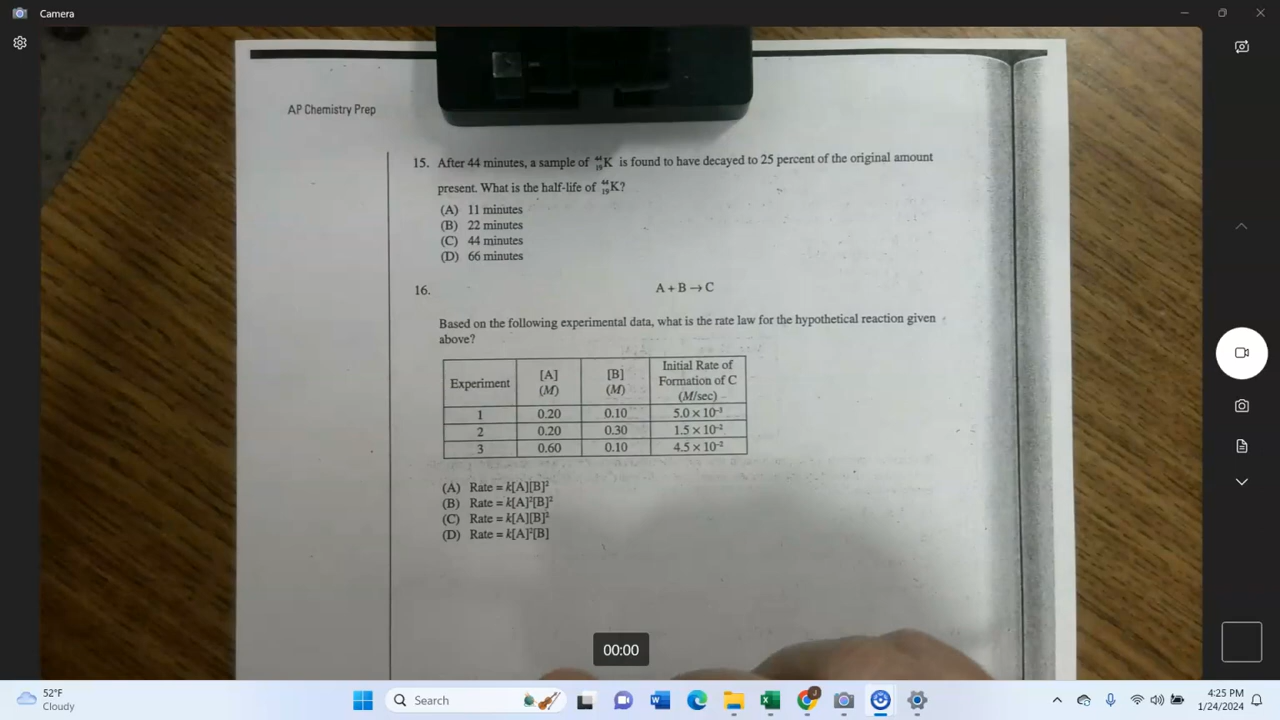 Camera
AP Chemistry Prep
15. After 44 minutes, a sample of ⁴⁴₁₉K is found to have decayed to 25 percent of the original amount
present. What is the half-life of ⁴⁴₁₉K?
(A) 11 minutes
(B) 22 minutes
(C) 44 minutes
(D) 66 minutes
16.
A + B → C
Based on the following experimental data, what is the rate law for the hypothetical reaction given
above?
Experiment [A] (M) [B] (M) Initial Rate of Formation of C (M/sec)
1 0.20 0.10 5.0 × 10⁻³
2 0.20 0.30 1.5 × 10⁻²
3 0.60 0.10 4.5 × 10⁻²
(A) Rate = k[A][B]²
(B) Rate = k[A]²[B]²
(C) Rate = k[A][B]²
(D) Rate = k[A]²[B]
00:00
52°F
Cloudy
Search
4:25 PM
1/24/2024